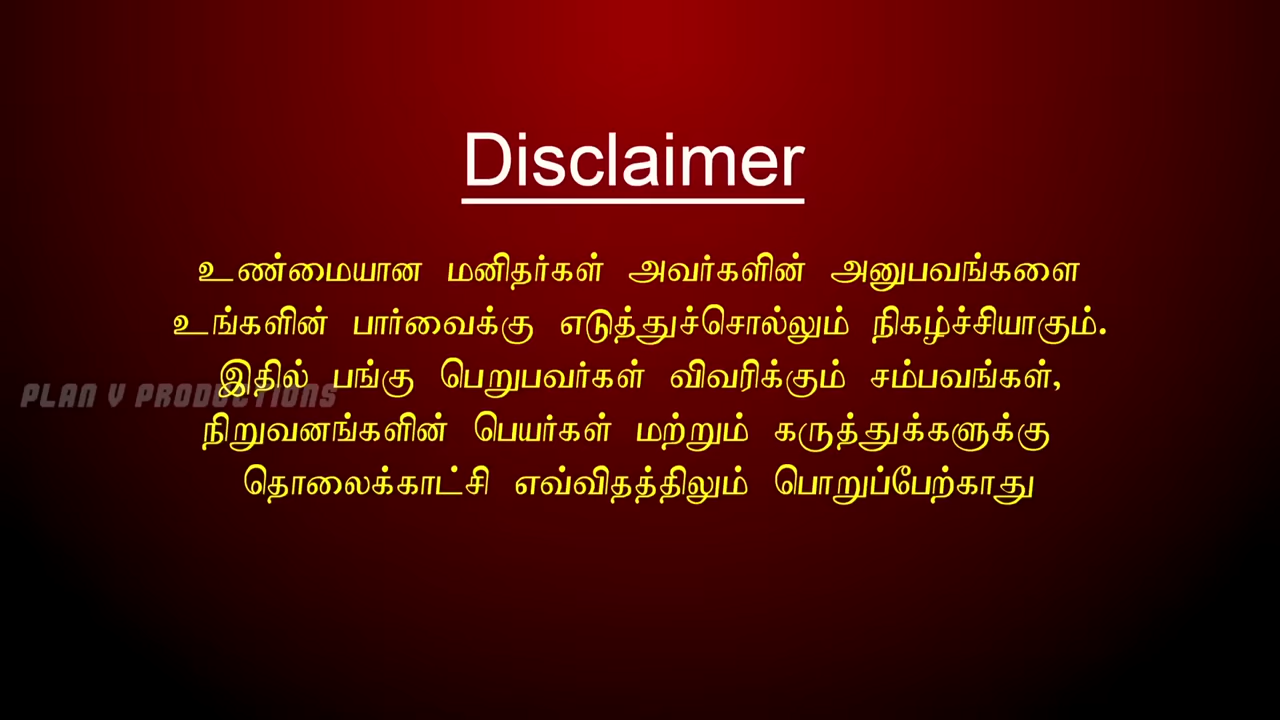 Disclaimer
உண்மையான மனிதர்கள் அவர்களின் அனுபவங்களை
உங்களின் பார்வைக்கு எடுத்துச்சொல்லும் நிகழ்ச்சியாகும்.
இதில் பங்கு பெறுபவர்கள் விவரிக்கும் சம்பவங்கள்,
PLAN V PRODUCTIONS
நிறுவனங்களின் பெயர்கள் மற்றும் கருத்துக்களுக்கு
தொலைக்காட்சி எவ்விதத்திலும் பொறுப்பேற்காது